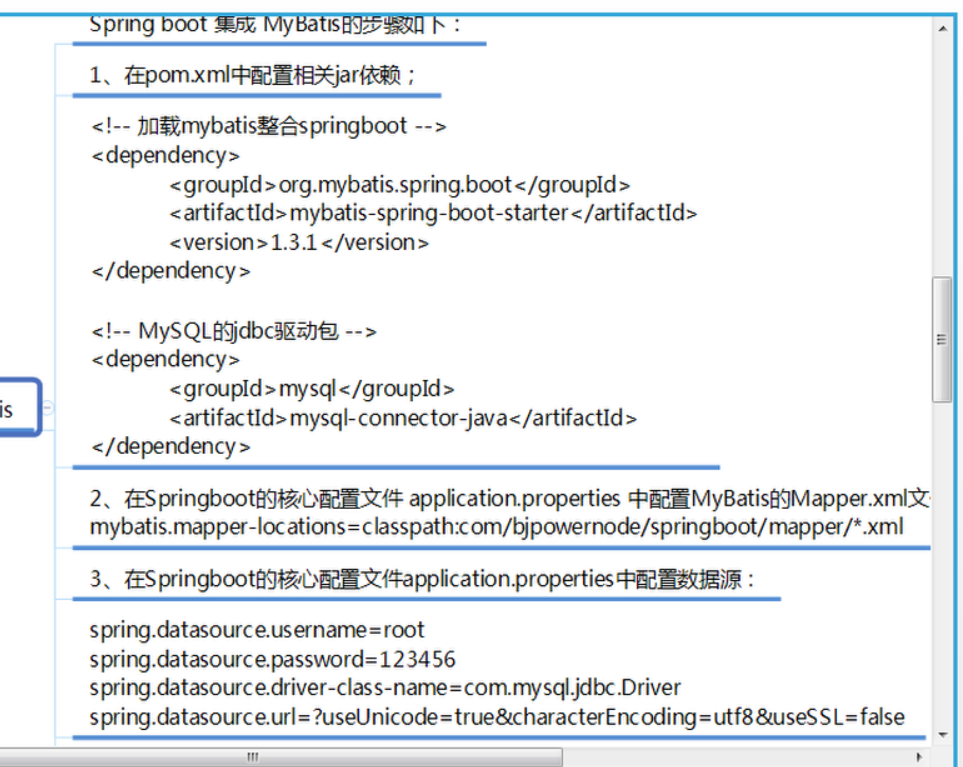 Spring boot 集成 MyBatis的步骤如下：
1、在pom.xml中配置相关jar依赖；
<!-- 加载mybatis整合springboot -->
<dependency>
<groupId>org.mybatis.spring.boot</groupId>
<artifactId>mybatis-spring-boot-starter</artifactId>
<version>1.3.1</version>
</dependency>
<!-- MySQL的jdbc驱动包 -->
<dependency>
<groupId>mysql</groupId>
<artifactId>mysql-connector-java</artifactId>
</dependency>
is
2、在Springboot的核心配置文件 application.properties 中配置MyBatis的Mapper.xml文
mybatis.mapper-locations=classpath:com/bjpowernode/springboot/mapper/*.xml
3、在Springboot的核心配置文件application.properties中配置数据源：
spring.datasource.username=root
spring.datasource.password=123456
spring.datasource.driver-class-name=com.mysql.jdbc.Driver
spring.datasource.url=?useUnicode=true&characterEncoding=utf8&useSSL=false